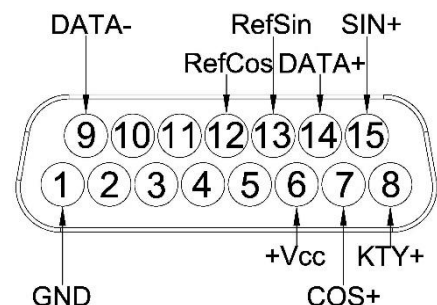 DATA- RefSin SIN+
RefCos DATA+
9 10 11 12 13 14 15
1 2 3 4 5 6 7 8
+Vcc KTY+
GND COS+